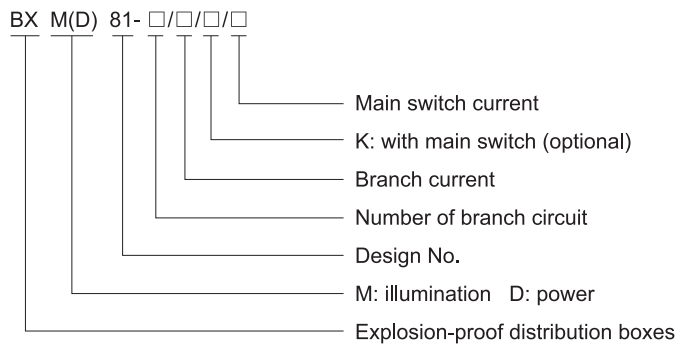 BX M(D) 81- □/□/□/□
Main switch current
K: with main switch (optional)
Branch current
Number of branch circuit
Design No.
M: illumination D: power
Explosion-proof distribution boxes